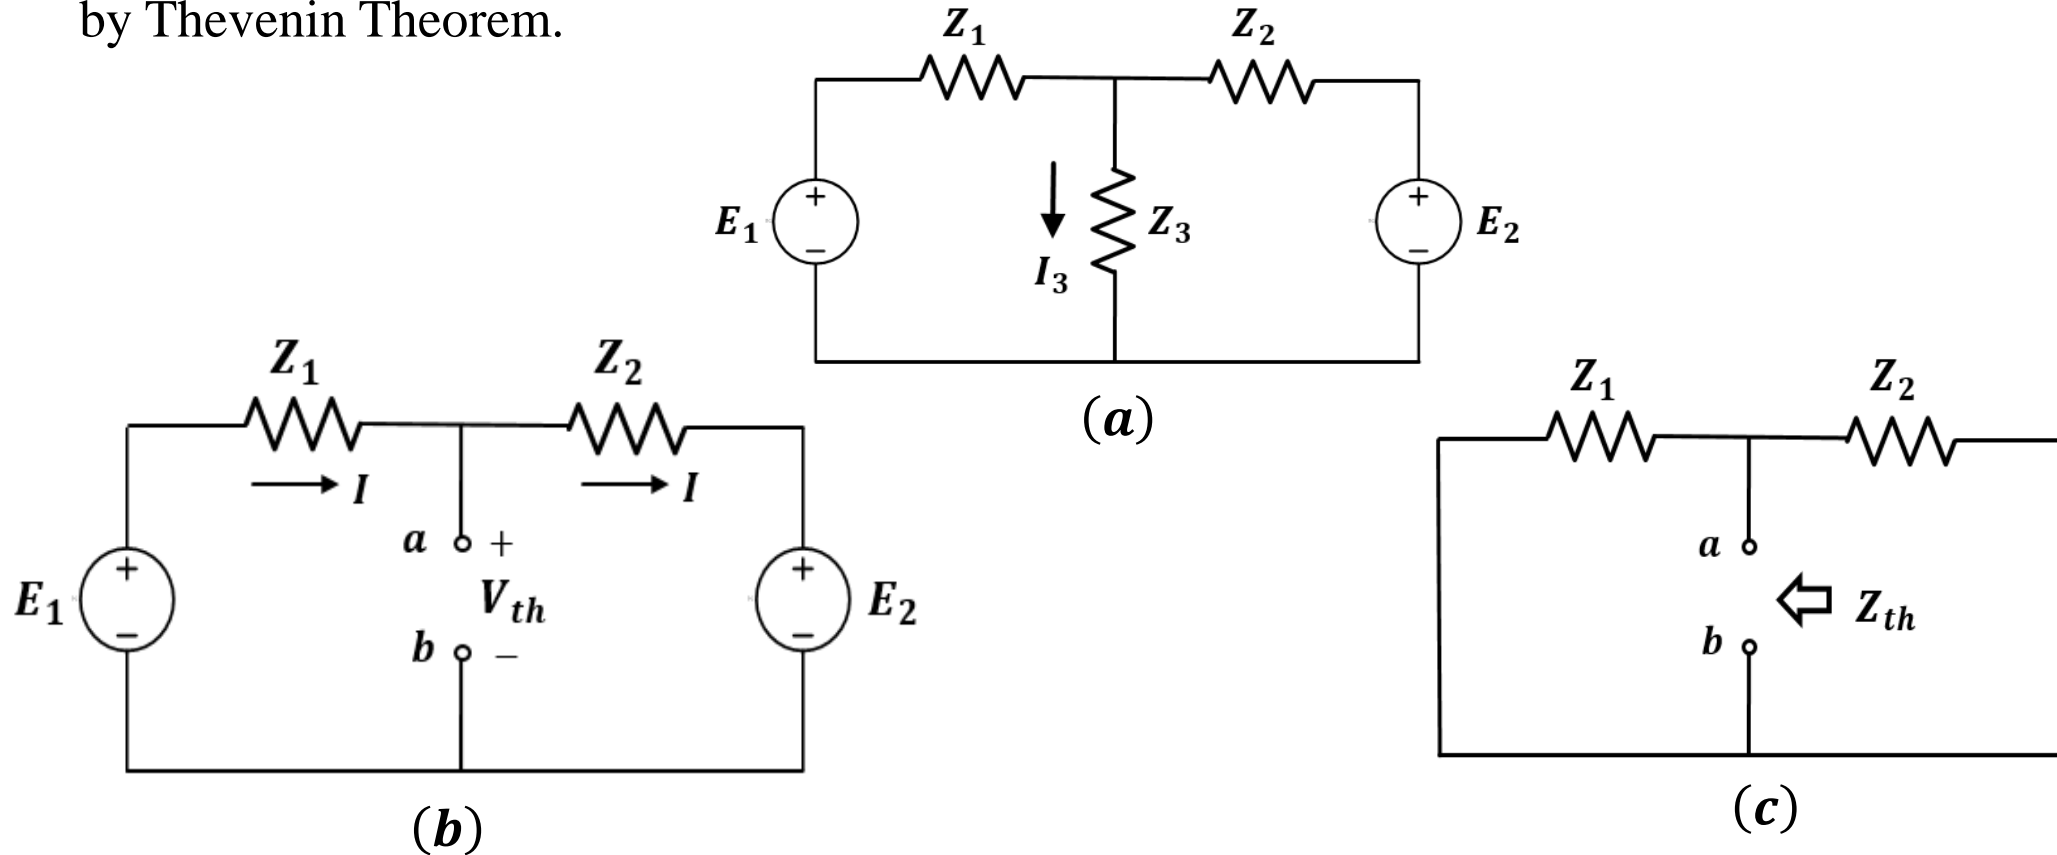 by Thevenin Theorem.
Z1 Z2
E1 + − I3 Z3 + − E2
(a)
Z1 Z2
I I
E1 + − a + Vth b − + − E2
(b)
Z1 Z2
a
Zth
b
(c)